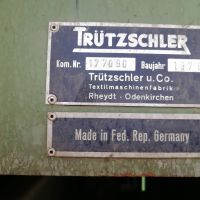 TRÜTZSCHLER
Kom. Nr. Baujahr
Trützschler u. Co.
Textilmaschinenfabrik
Rheydt - Odenkirchen
Made in Fed. Rep. Germany